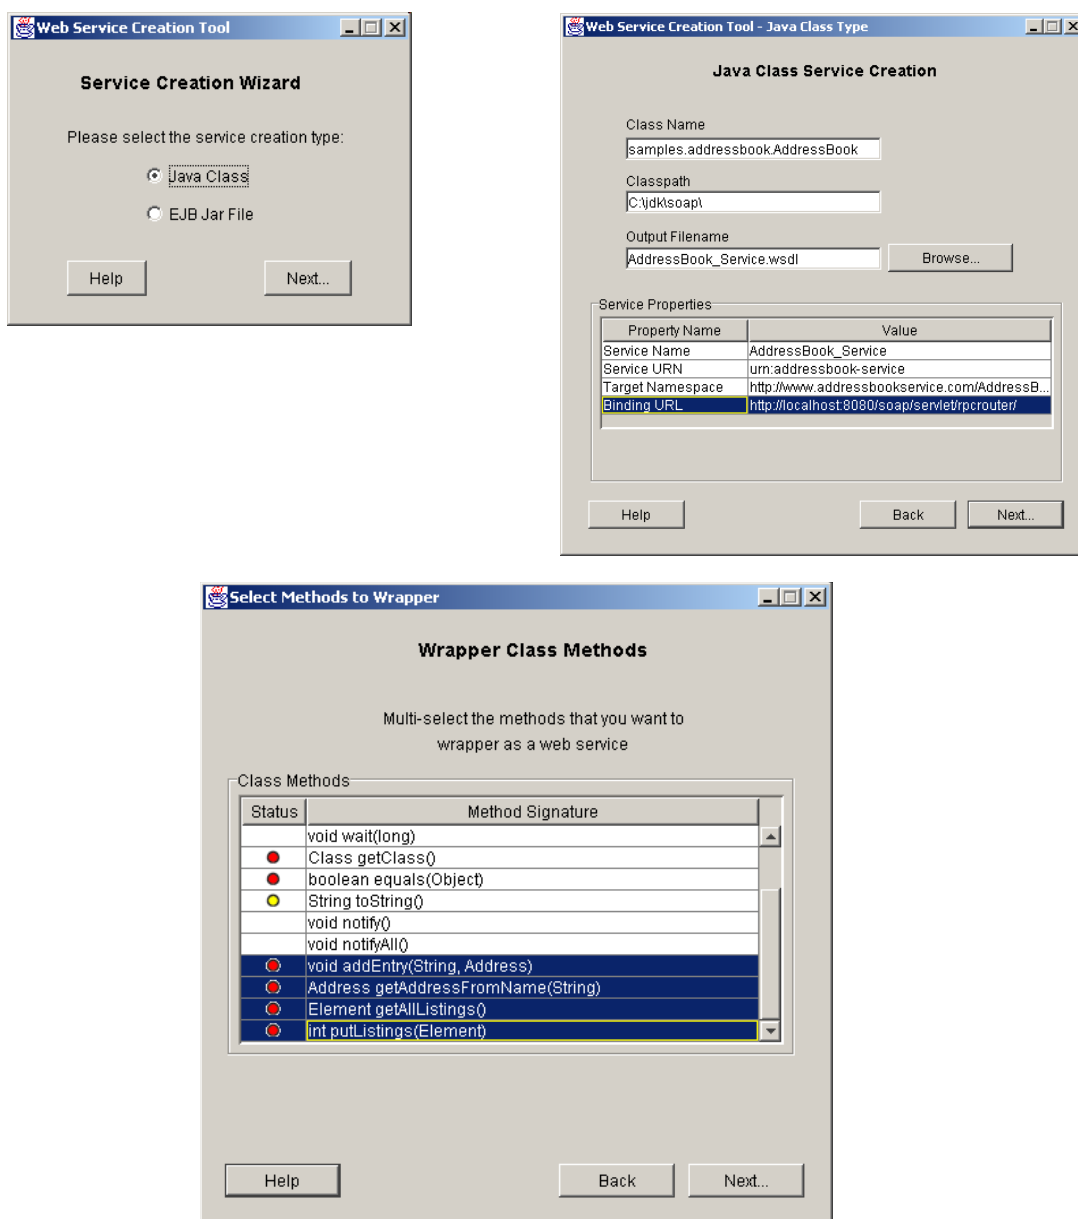 Web Service Creation Tool
Service Creation Wizard
Please select the service creation type:
Java Class
EJB Jar File
Help
Next...
Web Service Creation Tool - Java Class Type
Java Class Service Creation
Class Name
samples.addressbook.AddressBook
Classpath
C:\jdk\soap\
Output Filename
AddressBook_Service.wsdl
Browse...
Service Properties
Property Name Value
Service Name AddressBook_Service
Service URN urn:addressbook-service
Target Namespace http://www.addressbookservice.com/AddressB...
Binding URL http://localhost:8080/soap/servlet/rpcrouter/
Help
Back
Next...
Select Methods to Wrapper
Wrapper Class Methods
Multi-select the methods that you want to
wrapper as a web service
Class Methods
Status Method Signature
void wait(long)
Class getClass()
boolean equals(Object)
String toString()
void notify()
void notifyAll()
void addEntry(String, Address)
Address getAddressFromName(String)
Element getAllListings()
int putListings(Element)
Help
Back
Next...